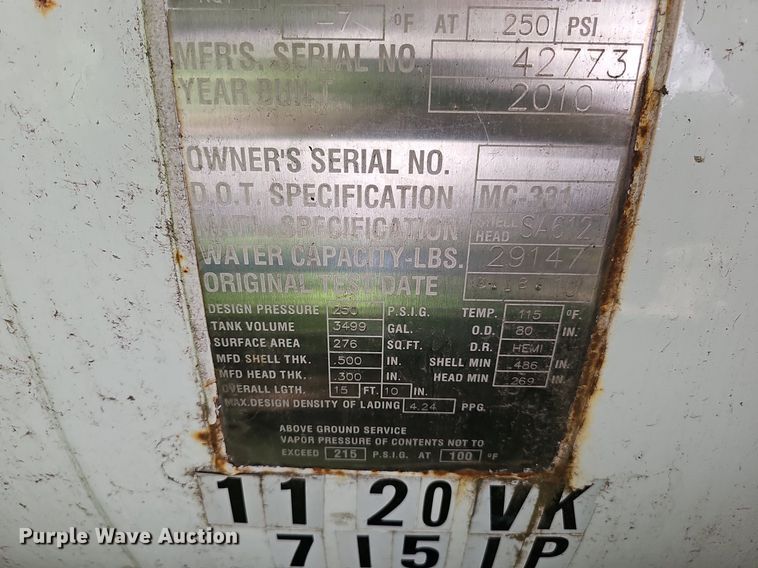 -7 °F AT 250 PSI
MFR'S. SERIAL NO. 42773
YEAR BUILT 2010
OWNER'S SERIAL NO.
D.O.T. SPECIFICATION MC-331
MAT'L. SPECIFICATION SHELL HEAD SA612
WATER CAPACITY-LBS. 29147
ORIGINAL TEST DATE
DESIGN PRESSURE 250 P.S.I.G. TEMP. 115 °F.
TANK VOLUME 3499 GAL. O.D. 80 IN.
SURFACE AREA 276 SQ.FT. D.R. HEMI
MFD SHELL THK. .500 IN. SHELL MIN .486 IN.
MFD HEAD THK. .300 IN. HEAD MIN .269 IN.
OVERALL LGTH. 15 FT. 10 IN.
MAX.DESIGN DENSITY OF LADING 4.24 PPG.
ABOVE GROUND SERVICE
VAPOR PRESSURE OF CONTENTS NOT TO
EXCEED 215 P.S.I.G. AT 100 °F
11 20 VK
7 15 IP
Purple Wave Auction